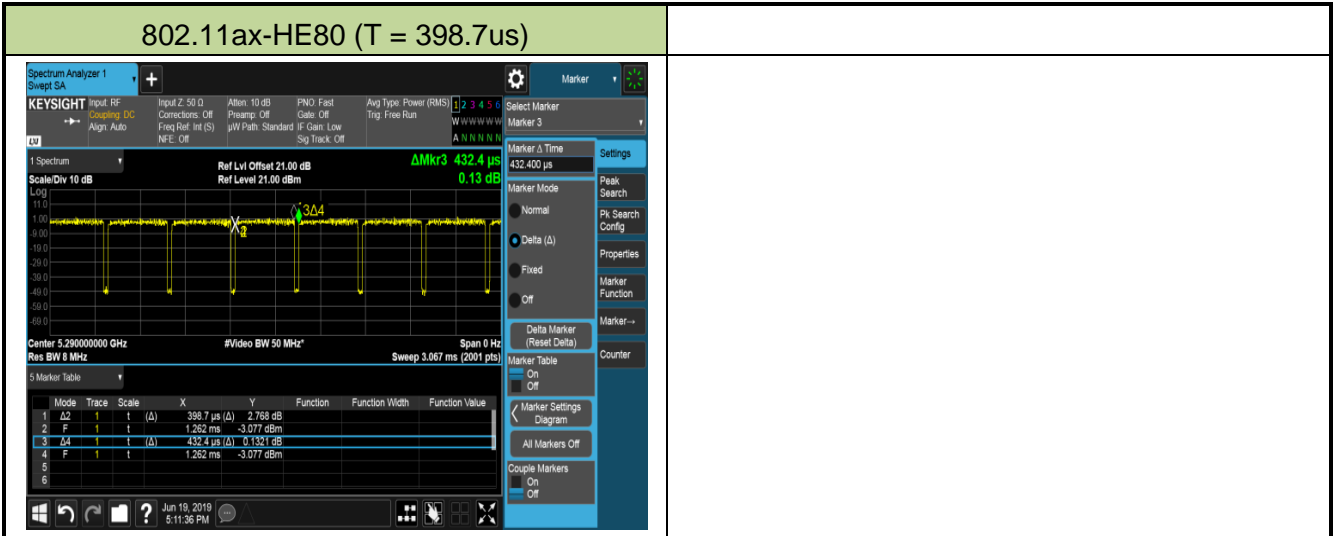 802.11ax-HE80 (T = 398.7us)
Spectrum Analyzer 1
Swept SA
+
Marker
KEYSIGHT
Input: RF
Coupling: DC
Align: Auto
Input Z: 50 Ω
Corrections: Off
Freq Ref: Int (S)
NFE: Off
Atten: 10 dB
Preamp: Off
µW Path: Standard
PNO: Fast
Gate: Off
IF Gain: Low
Sig Track: Off
Avg Type: Power (RMS)
Trig: Free Run
1 2 3 4 5 6
W W W W W W
A N N N N N
LXI
Select Marker
Marker 3
1 Spectrum
Scale/Div 10 dB
Log
Ref Lvl Offset 21.00 dB
Ref Level 21.00 dBm
ΔMkr3 432.4 µs
0.13 dB
11.0
1.00
-9.00
-19.0
-29.0
-39.0
-49.0
-59.0
-69.0
3Δ4
Center 5.290000000 GHz
#Video BW 50 MHz*
Span 0 Hz
Res BW 8 MHz
Sweep 3.067 ms (2001 pts)
5 Marker Table
Mode Trace Scale X Y Function Function Width Function Value
1 Δ2 1 t (Δ) 398.7 µs (Δ) 2.768 dB
2 F 1 t 1.262 ms -3.077 dBm
3 Δ4 1 t (Δ) 432.4 µs (Δ) 0.1321 dB
4 F 1 t 1.262 ms -3.077 dBm
5
6
Marker Δ Time
432.400 µs
Marker Mode
Normal
Delta (Δ)
Fixed
Off
Delta Marker
(Reset Delta)
Marker Table
On
Off
Marker Settings
Diagram
All Markers Off
Couple Markers
On
Off
Settings
Peak
Search
Pk Search
Config
Properties
Marker
Function
Marker→
Counter
?
Jun 19, 2019
5:11:36 PM